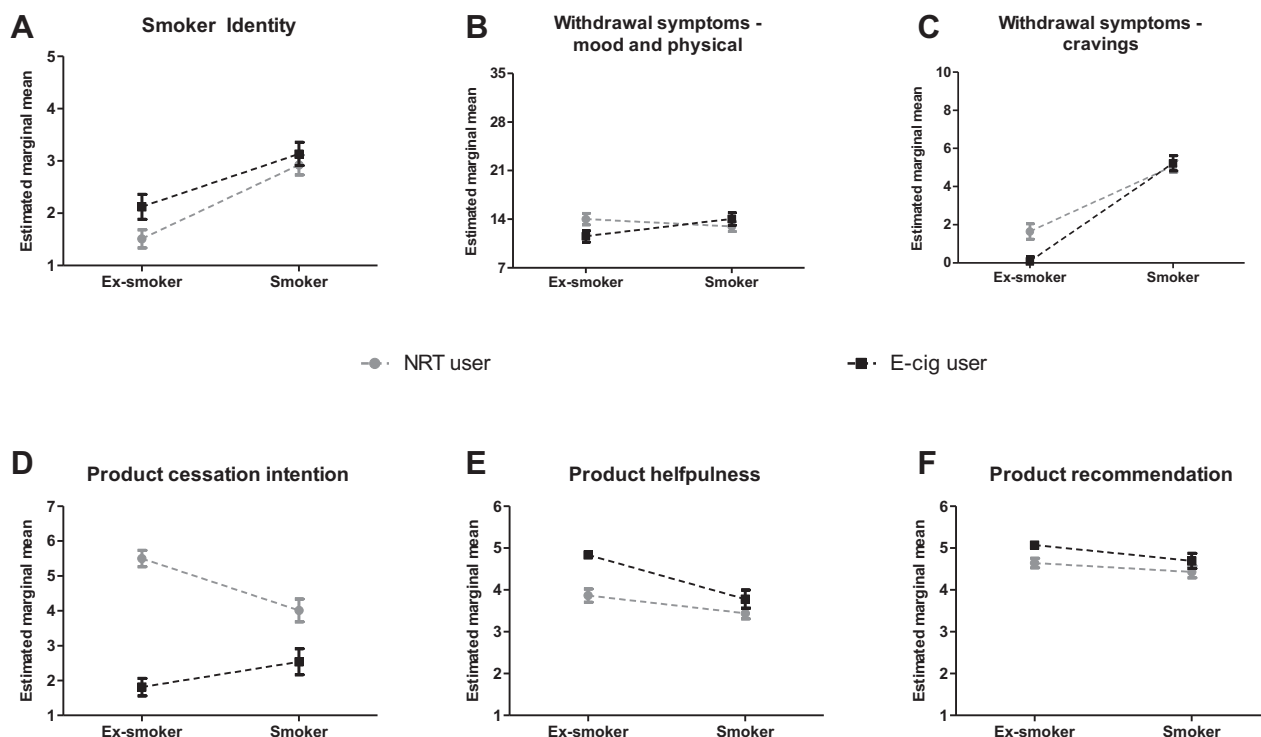 A
Smoker Identity
Estimated marginal mean
5
4
3
2
1
Ex-smoker
Smoker
B
Withdrawal symptoms -
mood and physical
Estimated marginal mean
35
28
21
14
7
Ex-smoker
Smoker
C
Withdrawal symptoms -
cravings
Estimated marginal mean
10
8
6
4
2
0
Ex-smoker
Smoker
NRT user
E-cig user
D
Product cessation intention
Estimated marginal mean
7
6
5
4
3
2
1
Ex-smoker
Smoker
E
Product helfpulness
Estimated marginal mean
6
5
4
3
2
1
Ex-smoker
Smoker
F
Product recommendation
Estimated marginal mean
6
5
4
3
2
1
Ex-smoker
Smoker